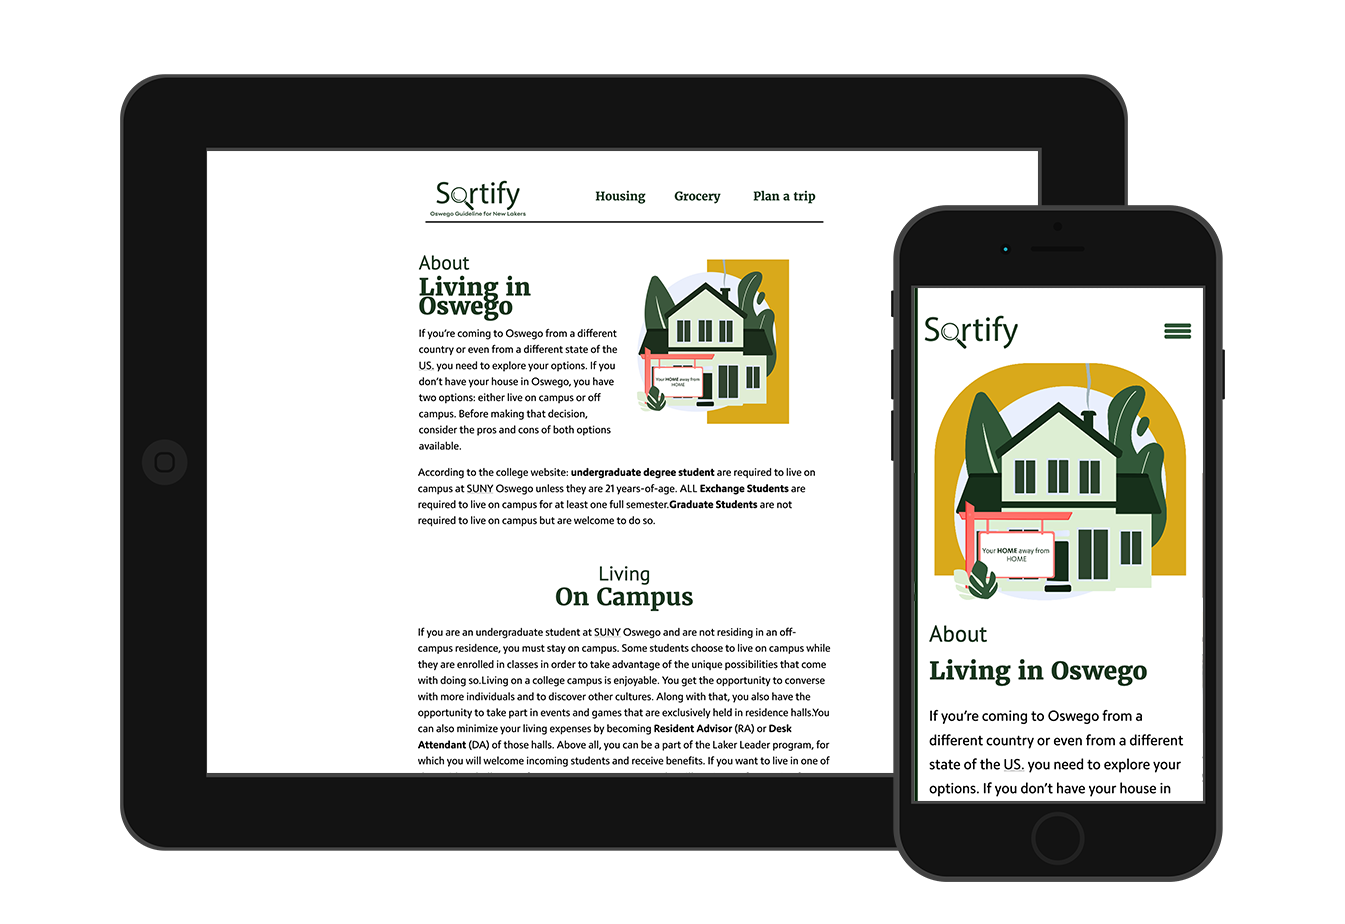 Sortify
Oswego Guideline for New Lakers
Housing Grocery Plan a trip
About
Living in
Oswego
If you're coming to Oswego from a different
country or even from a different state of the
US. you need to explore your options. If you
don't have your house in Oswego, you have
two options: either live on campus or off
campus. Before making that decision,
consider the pros and cons of both options
available.
Your HOME away from
HOME
According to the college website: undergraduate degree student are required to live on
campus at SUNY Oswego unless they are 21 years-of-age. ALL Exchange Students are
required to live on campus for at least one full semester.Graduate Students are not
required to live on campus but are welcome to do so.
Living
On Campus
If you are an undergraduate student at SUNY Oswego and are not residing in an off-
campus residence, you must stay on campus. Some students choose to live on campus while
they are enrolled in classes in order to take advantage of the unique possibilities that come
with doing so.Living on a college campus is enjoyable. You get the opportunity to converse
with more individuals and to discover other cultures. Along with that, you also have the
opportunity to take part in events and games that are exclusively held in residence halls.You
can also minimize your living expenses by becoming Resident Advisor (RA) or Desk
Attendant (DA) of those halls. Above all, you can be a part of the Laker Leader program, for
which you will welcome incoming students and receive benefits. If you want to live in one of
Sortify
Your HOME away from
HOME
About
Living in Oswego
If you're coming to Oswego from a
different country or even from a different
state of the US. you need to explore your
options. If you don't have your house in